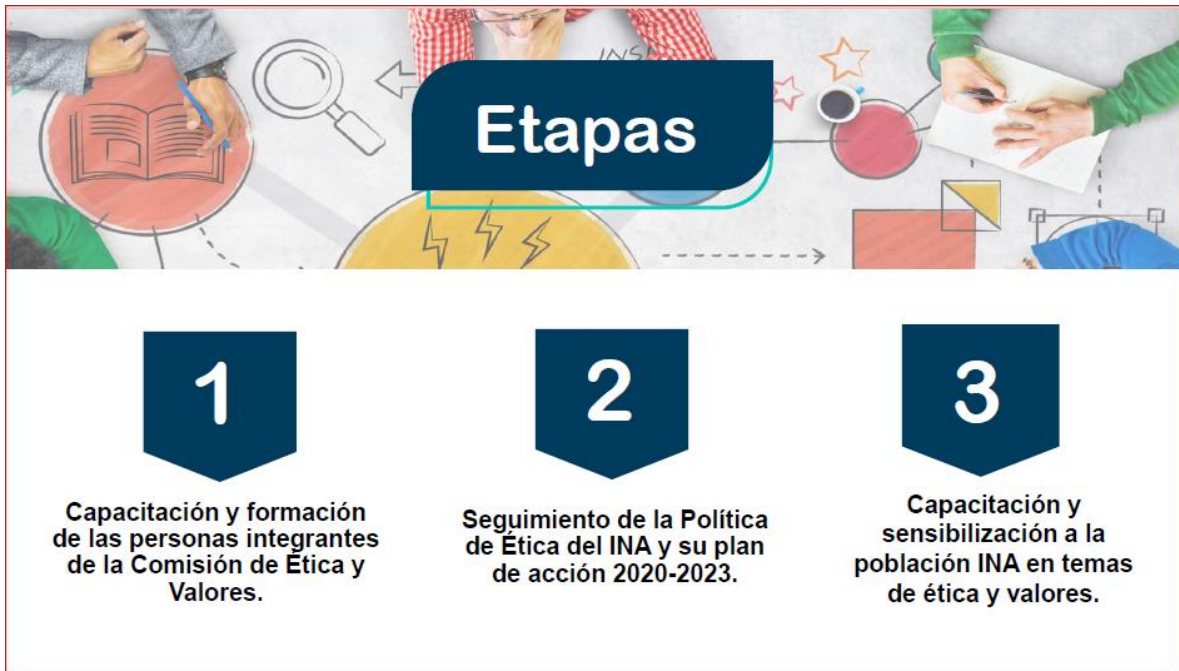 INSI
Etapas
1
Capacitación y formación
de las personas integrantes
de la Comisión de Ética y
Valores.
2
Seguimiento de la Política
de Ética del INA y su plan
de acción 2020-2023.
3
Capacitación y
sensibilización a la
población INA en temas
de ética y valores.